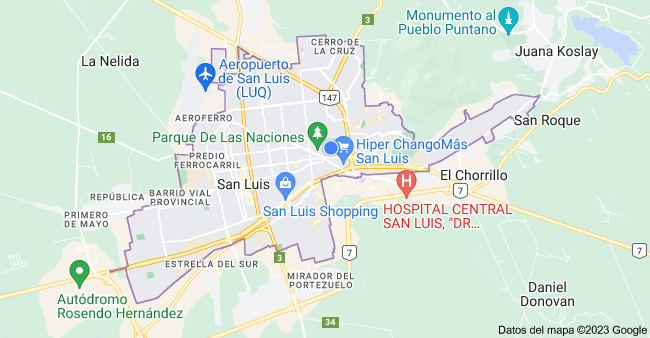 Monumento al
Pueblo Puntano
3
CERRO DE
LA CRUZ
Juana Koslay
La Nelida
Aeropuerto
de San Luis
(LUQ)
147
AEROFERRO
San Roque
16
Parque De Las Naciones
Hiper ChangoMâs
San Luis
PREDIO
FERROCARRIL
El Chorrillo
San Luis
7
REPÚBLICA
BARRIO VIAL
PROVINCIAL
San Luis Shopping
HOSPITAL CENTRAL
SAN LUIS, "DR...
PRIMERO
DE MAYO
7
7
3
ESTRELLA DEL SUR
MIRADOR DEL
PORTEZUELO
Autódromo
Rosendo Hernández
Daniel
Donovan
34
Datos del mapa ©2023 Google